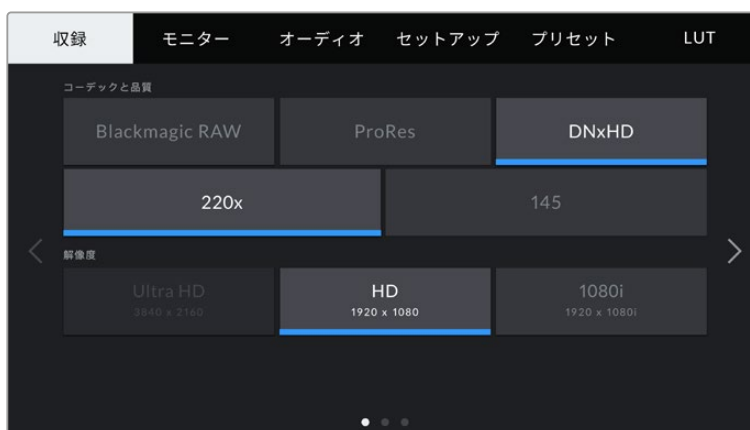 収録 モニター オーディオ セットアップ プリセット LUT
コーデックと品質
Blackmagic RAW ProRes DNxHD
220x 145
解像度
Ultra HD HD 1080i
3840 x 2160 1920 x 1080 1920 x 1080i